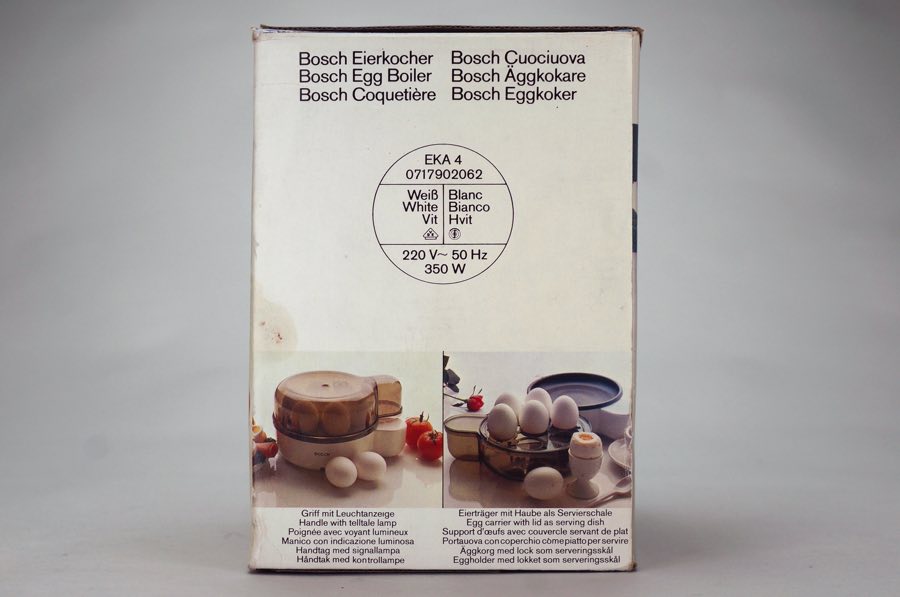 Bosch Eierkocher
Bosch Egg Boiler
Bosch Coquetière
Bosch Cuociuova
Bosch Äggkokare
Bosch Eggkoker
EKA 4
0717902062
Weiß
White
Vit
Blanc
Bianco
Hvit
220 V~ 50 Hz
350 W
BOSCH
Griff mit Leuchtanzeige
Handle with telltale lamp
Poignée avec voyant lumineux
Manico con indicazione luminosa
Handtag med signallampa
Håndtak med kontrollampe
Eierträger mit Haube als Servierschale
Egg carrier with lid as serving dish
Support d'œufs avec couvercle servant de plat
Portauova con coperchio come piatto per servire
Äggkorg med lock som serveringsskål
Eggholder med lokket som serveringsskål